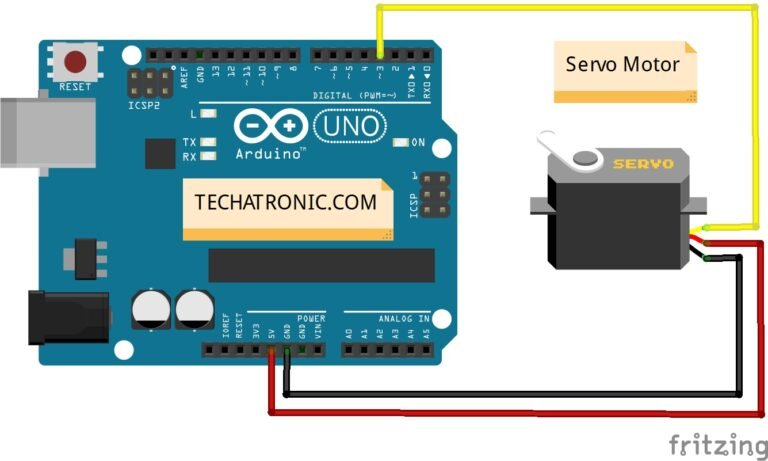 Servo Motor
RESET
ICSP2
AREF
GND
13
12
~11
~10
~9
8
7
~6
~5
4
~3
2
TX0▶1
RX0◀0
DIGITAL (PWM=~)
L
TX
RX
UNO
Arduino™
ON
1
ICSP
SERVO
TECHATRONIC.COM
POWER
ANALOG IN
IOREF
RESET
3V3
5V
GND
GND
VIN
A0
A1
A2
A3
A4
A5
fritzing